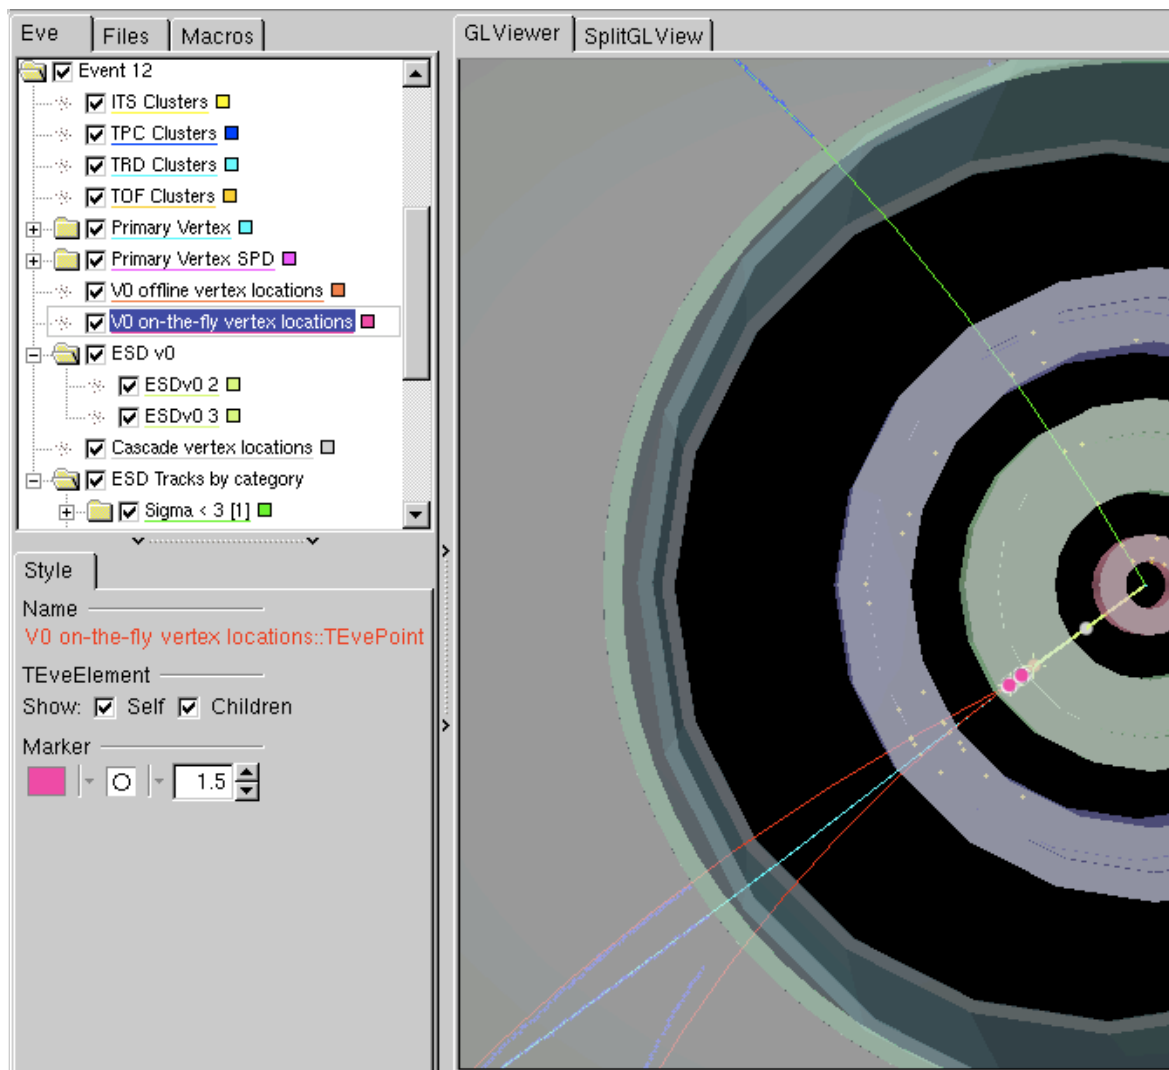 Eve Files Macros
GLViewer SplitGLView
Event 12
ITS Clusters
TPC Clusters
TRD Clusters
TOF Clusters
Primary Vertex
Primary Vertex SPD
V0 offline vertex locations
V0 on-the-fly vertex locations
ESD v0
ESDv0 2
ESDv0 3
Cascade vertex locations
ESD Tracks by category
Sigma < 3 [1]
Style
Name
V0 on-the-fly vertex locations::TEvePoint
TEveElement
Show: Self Children
Marker
1.5